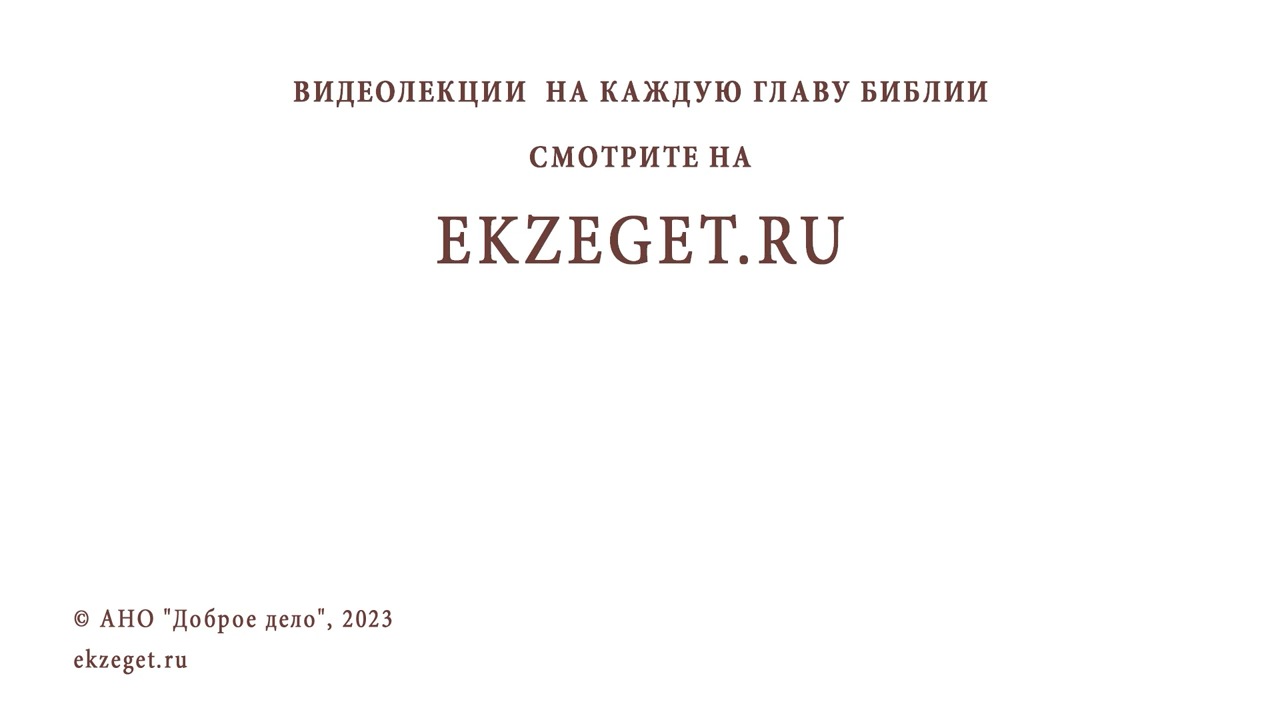 ВИДЕОЛЕКЦИИ НА КАЖДУЮ ГЛАВУ БИБЛИИ
СМОТРИТЕ НА
EKZEGET.RU
© АНО "Доброе дело", 2023
ekzeget.ru